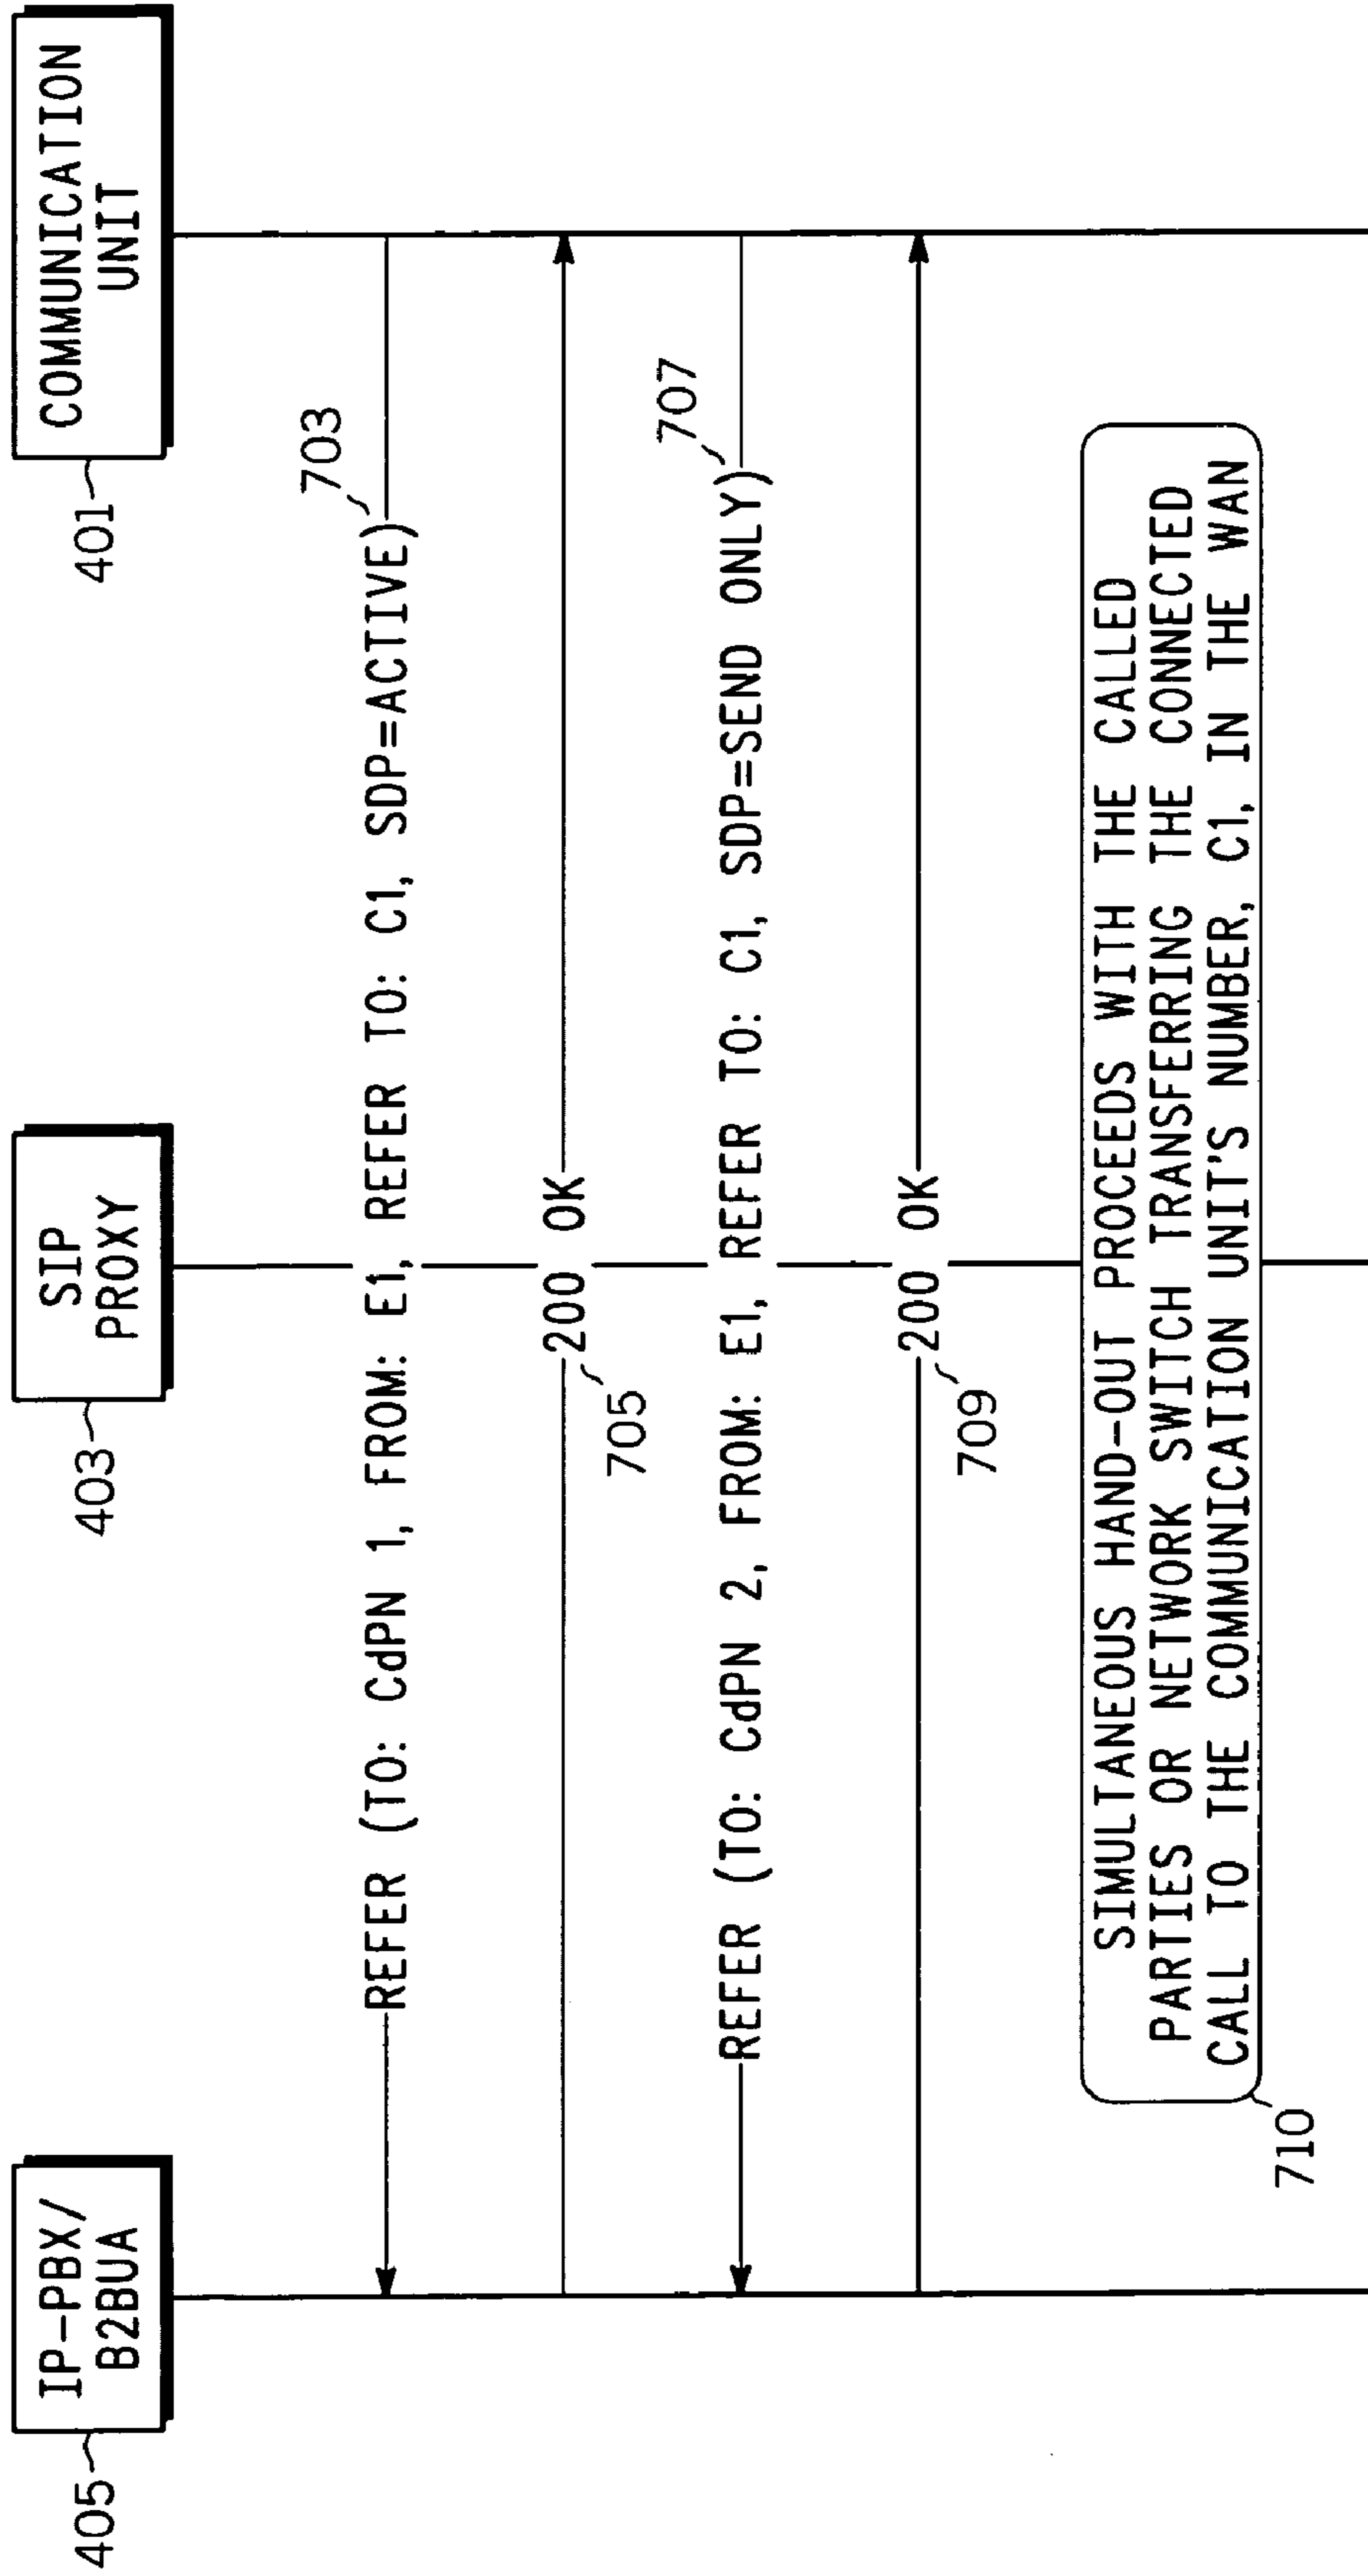 IP-PBX/
B2BUA
405
SIP
PROXY
403
COMMUNICATION
UNIT
401
REFER (TO: CdPN 1, FROM: E1, REFER TO: C1, SDP=ACTIVE)
703
200 OK
705
REFER (TO: CdPN 2, FROM: E1, REFER TO: C1, SDP=SEND ONLY)
707
200 OK
709
SIMULTANEOUS HAND-OUT PROCEEDS WITH THE CALLED
PARTIES OR NETWORK SWITCH TRANSFERRING THE CONNECTED
CALL TO THE COMMUNICATION UNIT'S NUMBER, C1, IN THE WAN
710